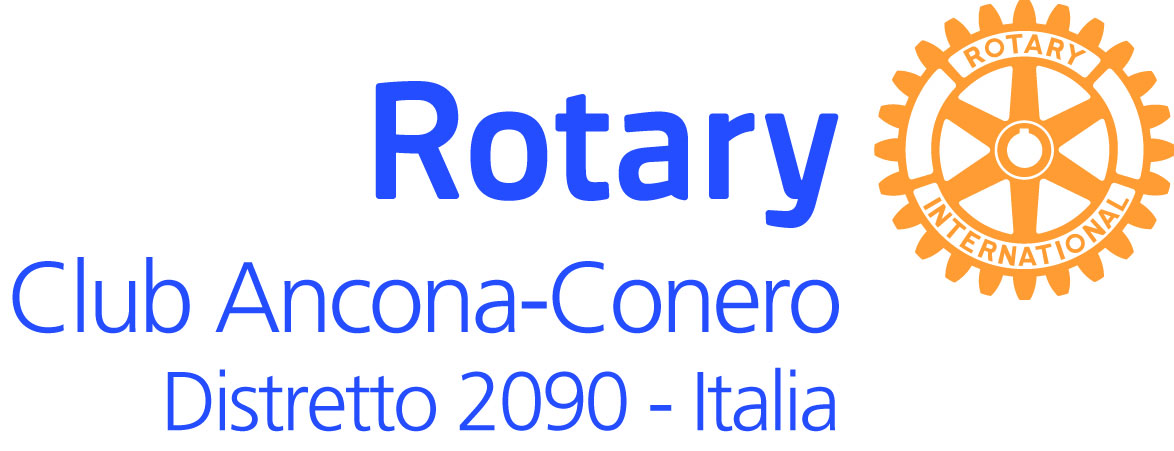 Rotary
Club Ancona-Conero
Distretto 2090 - Italia
ROTARY
INTERNATIONAL